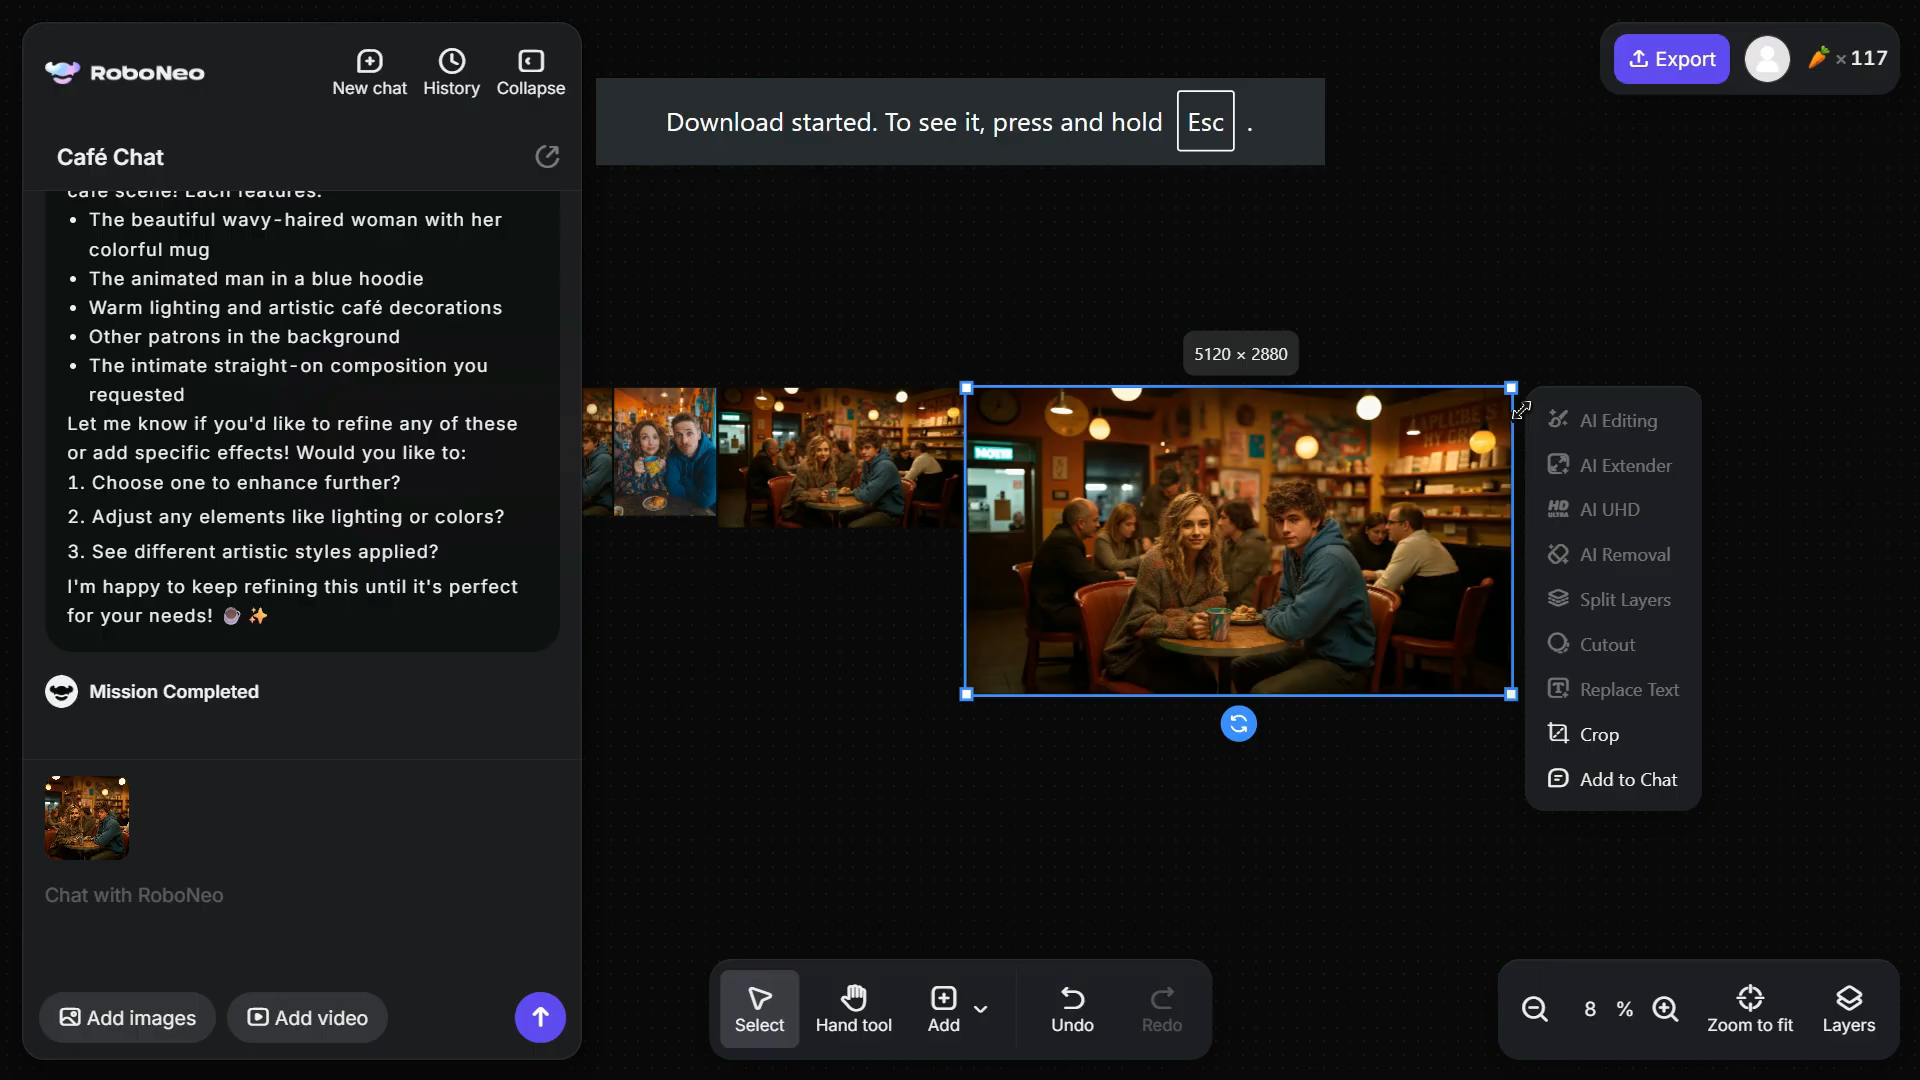 RoboNeo
New chat
History
Collapse
Export
× 117
Download started. To see it, press and hold Esc .
Café Chat
café scene! Each features:
• The beautiful wavy-haired woman with her
colorful mug
• The animated man in a blue hoodie
• Warm lighting and artistic café decorations
• Other patrons in the background
• The intimate straight-on composition you
requested
Let me know if you'd like to refine any of these
or add specific effects! Would you like to:
1. Choose one to enhance further?
2. Adjust any elements like lighting or colors?
3. See different artistic styles applied?
I'm happy to keep refining this until it's perfect
for your needs!
Mission Completed
Chat with RoboNeo
Add images
Add video
5120 × 2880
AI Editing
AI Extender
HD ULTRA AI UHD
AI Removal
Split Layers
Cutout
Replace Text
Crop
Add to Chat
Select
Hand tool
Add
Undo
Redo
8 %
Zoom to fit
Layers